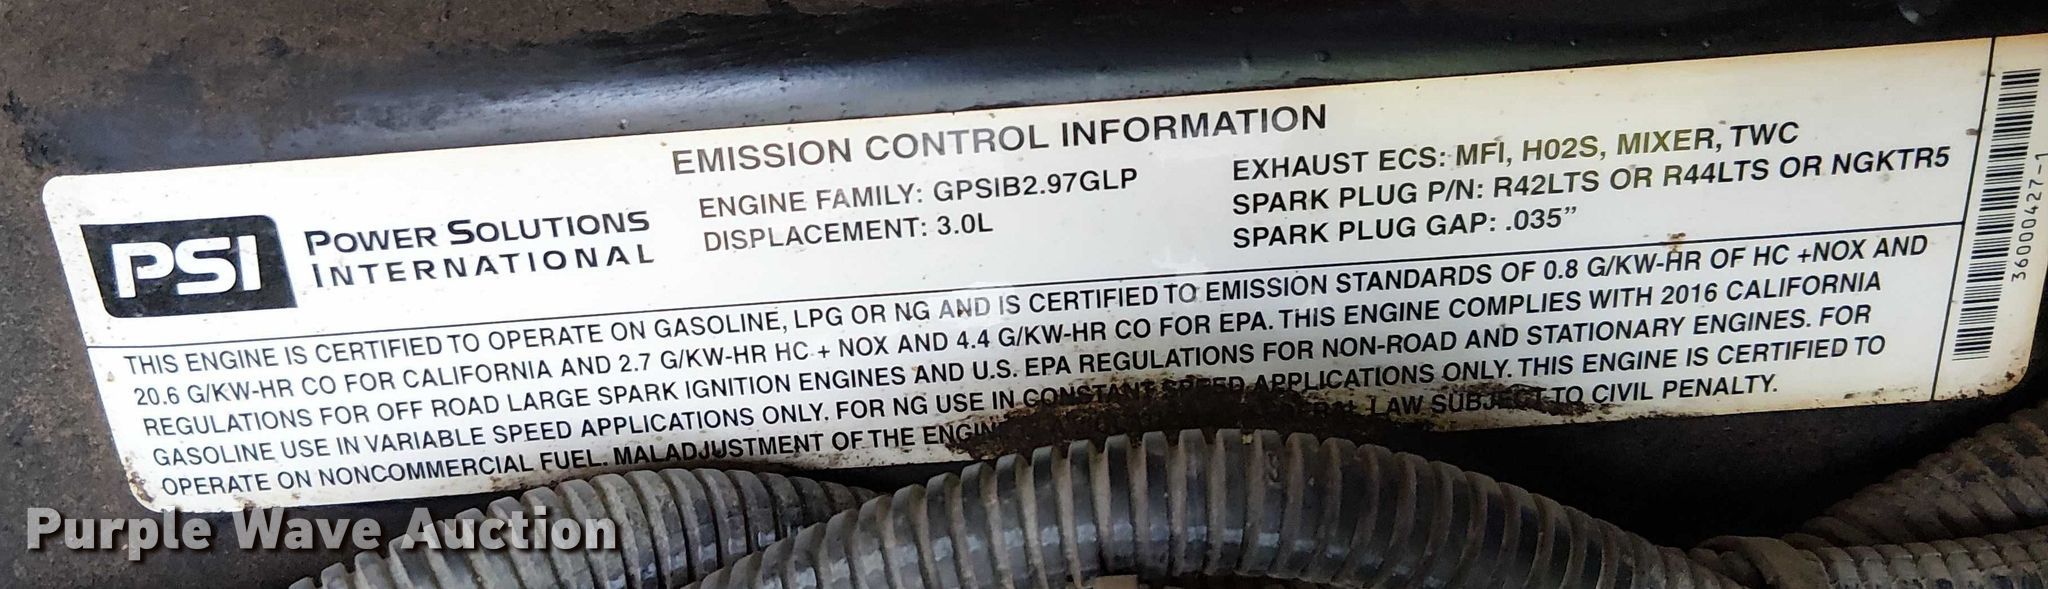 EMISSION CONTROL INFORMATION
PSI
POWER SOLUTIONS
INTERNATIONAL
ENGINE FAMILY: GPSIB2.97GLP
DISPLACEMENT: 3.0L
EXHAUST ECS: MFI, H02S, MIXER, TWC
SPARK PLUG P/N: R42LTS OR R44LTS OR NGKTR5
SPARK PLUG GAP: .035”
THIS ENGINE IS CERTIFIED TO OPERATE ON GASOLINE, LPG OR NG AND IS CERTIFIED TO EMISSION STANDARDS OF 0.8 G/KW-HR OF HC +NOX AND
20.6 G/KW-HR CO FOR CALIFORNIA AND 2.7 G/KW-HR HC + NOX AND 4.4 G/KW-HR CO FOR EPA. THIS ENGINE COMPLIES WITH 2016 CALIFORNIA
REGULATIONS FOR OFF ROAD LARGE SPARK IGNITION ENGINES AND U.S. EPA REGULATIONS FOR NON-ROAD AND STATIONARY ENGINES. FOR
GASOLINE USE IN VARIABLE SPEED APPLICATIONS ONLY. FOR NG USE IN CONSTANT SPEED APPLICATIONS ONLY. THIS ENGINE IS CERTIFIED TO
OPERATE ON NONCOMMERCIAL FUEL. MALADJUSTMENT OF THE LAW SUBJECT TO CIVIL PENALTY.
36000427-1
Purple Wave Auction